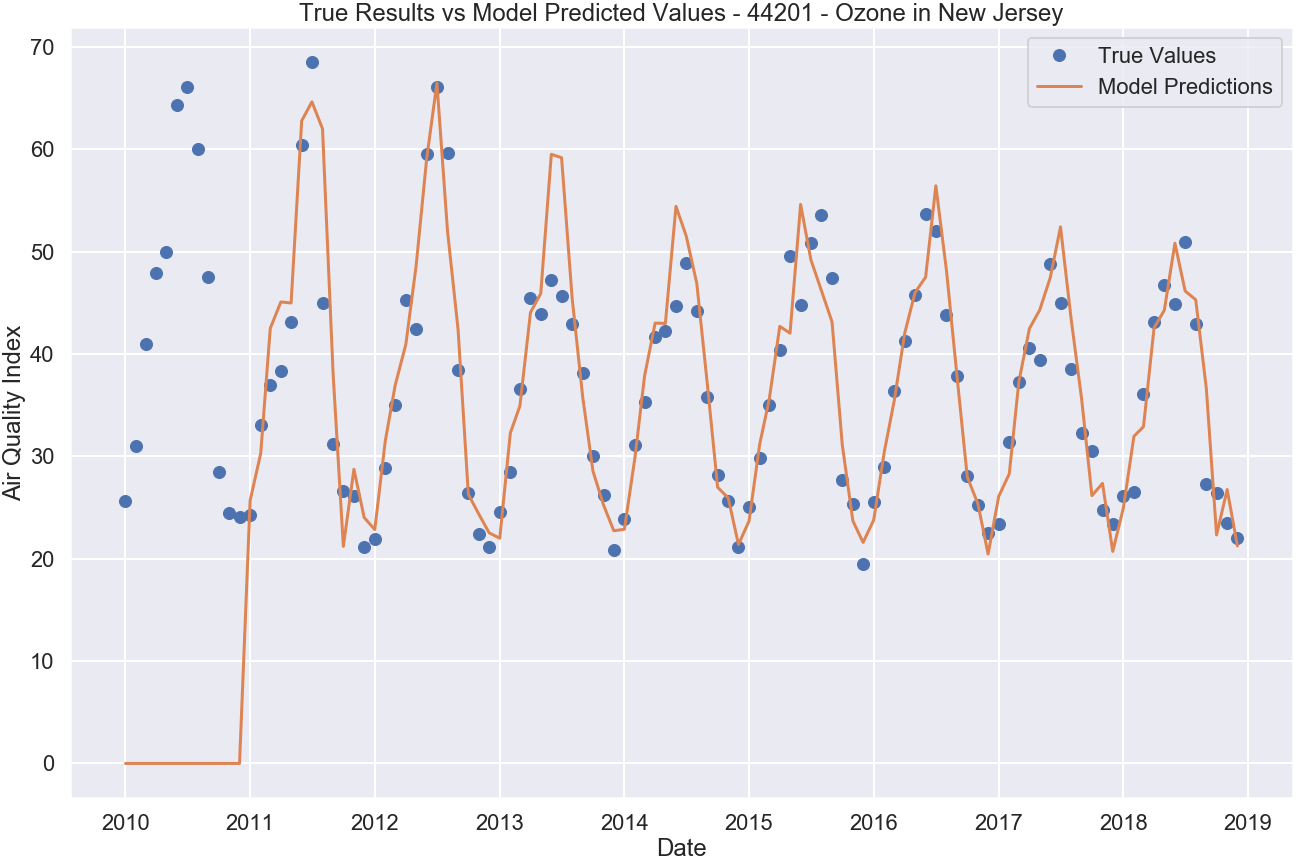 True Results vs Model Predicted Values - 44201 - Ozone in New Jersey
True Values
Model Predictions
Air Quality Index
70
60
50
40
30
20
10
0
2010 2011 2012 2013 2014 2015 2016 2017 2018 2019
Date